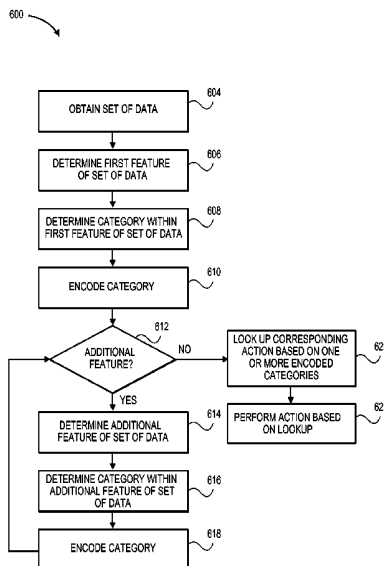 600
OBTAIN SET OF DATA
604
DETERMINE FIRST FEATURE
OF SET OF DATA
606
DETERMINE CATEGORY WITHIN
FIRST FEATURE OF SET OF DATA
608
ENCODE CATEGORY
610
612
ADDITIONAL
FEATURE?
NO
YES
LOOK UP CORRESPONDING
ACTION BASED ON ONE
OR MORE ENCODED
CATEGORIES
62
PERFORM ACTION BASED
ON LOOKUP
62
DETERMINE ADDITIONAL
FEATURE OF SET OF DATA
614
DETERMINE CATEGORY WITHIN
ADDITIONAL FEATURE OF SET
OF DATA
616
ENCODE CATEGORY
618